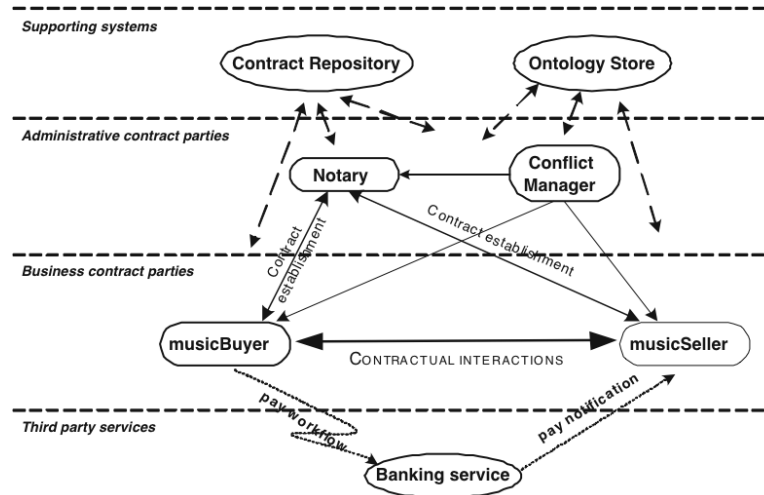 Supporting systems
Contract Repository
Ontology Store
Administrative contract parties
Notary
Conflict
Manager
Contract
establishment
Contract establishment
Business contract parties
musicBuyer
musicSeller
CONTRACTUAL INTERACTIONS
pay workflow
pay notification
Third party services
Banking service